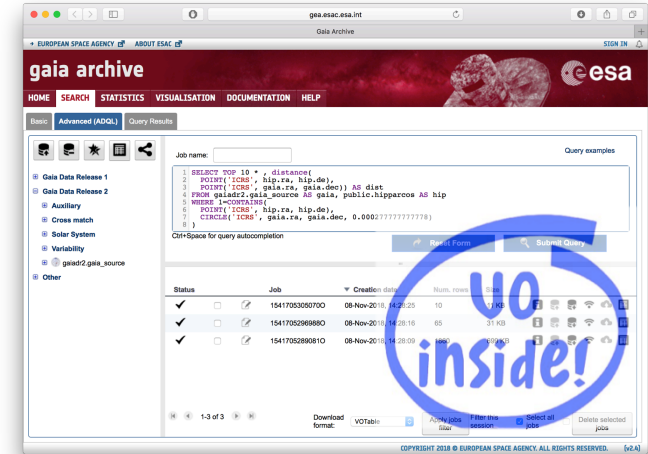 gea.esac.esa.int
Gaia Archive
+ EUROPEAN SPACE AGENCY ABOUT ESAC SIGN IN
gaia archive
esa
HOME SEARCH STATISTICS VISUALISATION DOCUMENTATION HELP
Basic Advanced (ADQL) Query Results
Job name: Query examples
Gaia Data Release 1
Gaia Data Release 2
Auxiliary
Cross match
Solar System
Variability
gaiadr2.gaia_source
Other
1 SELECT TOP 10 * , distance(
2 POINT('ICRS', hip.ra, hip.de),
3 POINT('ICRS', gaia.ra, gaia.dec)) AS dist
4 FROM gaiadr2.gaia_source AS gaia, public.hipparcos AS hip
5 WHERE 1=CONTAINS(
6 POINT('ICRS', hip.ra, hip.de),
7 CIRCLE('ICRS', gaia.ra, gaia.dec, 0.000277777777778)
8 )
Ctrl+Space for query autocompletion
Reset Form Submit Query
Status Job Creation date Num. rows Size
1541705305070O 08-Nov-2018, 14:28:25 10 11 KB
1541705296988O 08-Nov-2018, 14:28:16 65 31 KB
1541705289081O 08-Nov-2018, 14:28:09 699 KB
VO
inside!
1-3 of 3 Download format: VOTable Apply jobs filter Filter this session Select all jobs Delete selected jobs
COPYRIGHT 2018 © EUROPEAN SPACE AGENCY. ALL RIGHTS RESERVED. (v2.4)